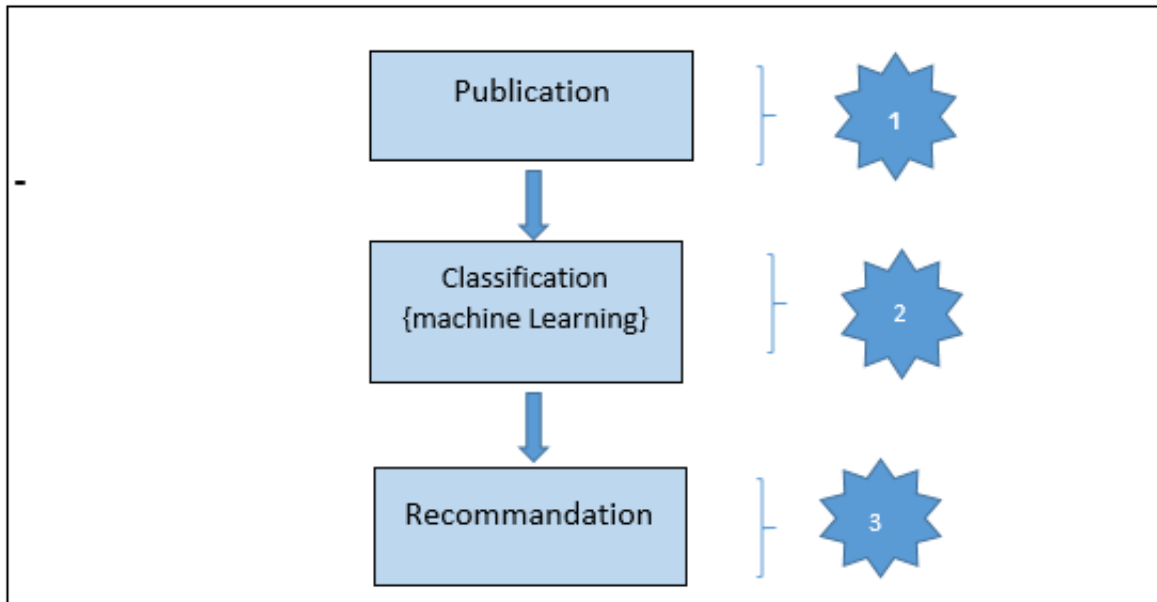 Publication
1
-
Classification
{machine Learning}
2
Recommandation
3